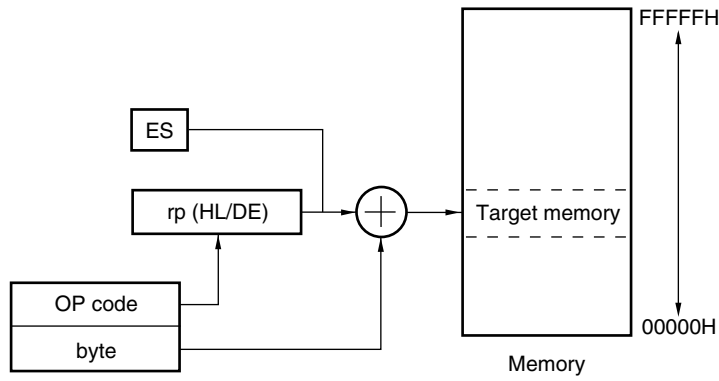 FFFFFH
ES
rp (HL/DE)
Target memory
OP code
byte
00000H
Memory